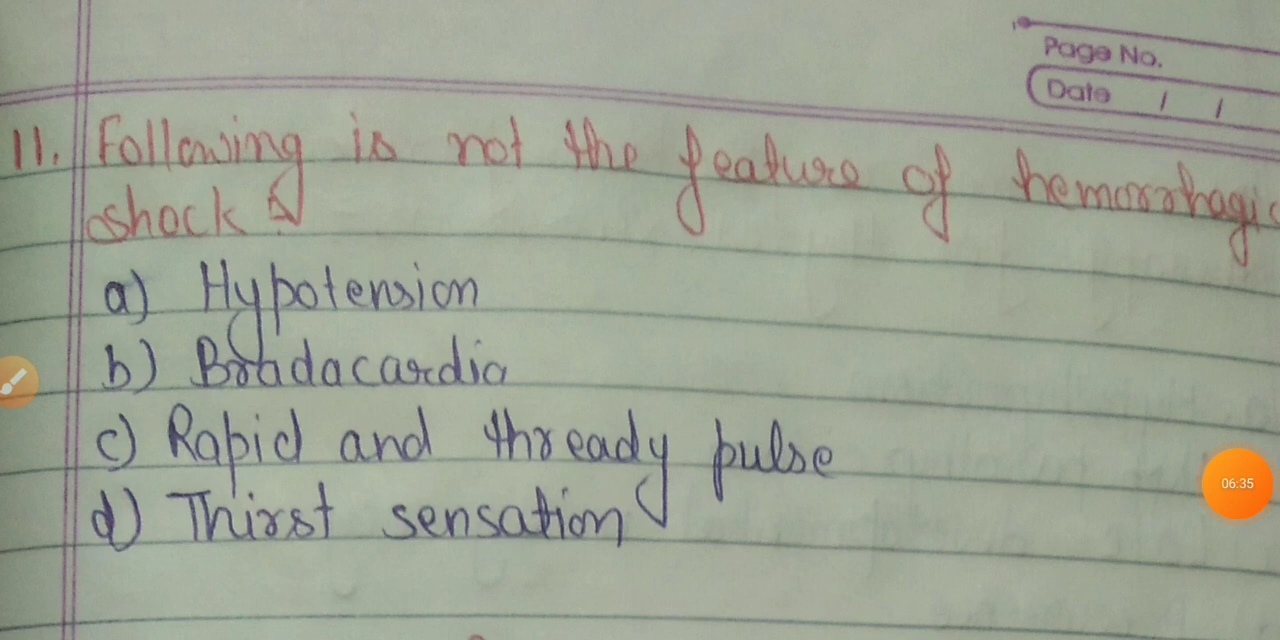 Page No.
Date / /
11. Following is not the feature of hemorrhagic
shock
a) Hypotension
b) Bradacardia
c) Rapid and thready pulse
d) Thirst sensation
06:35